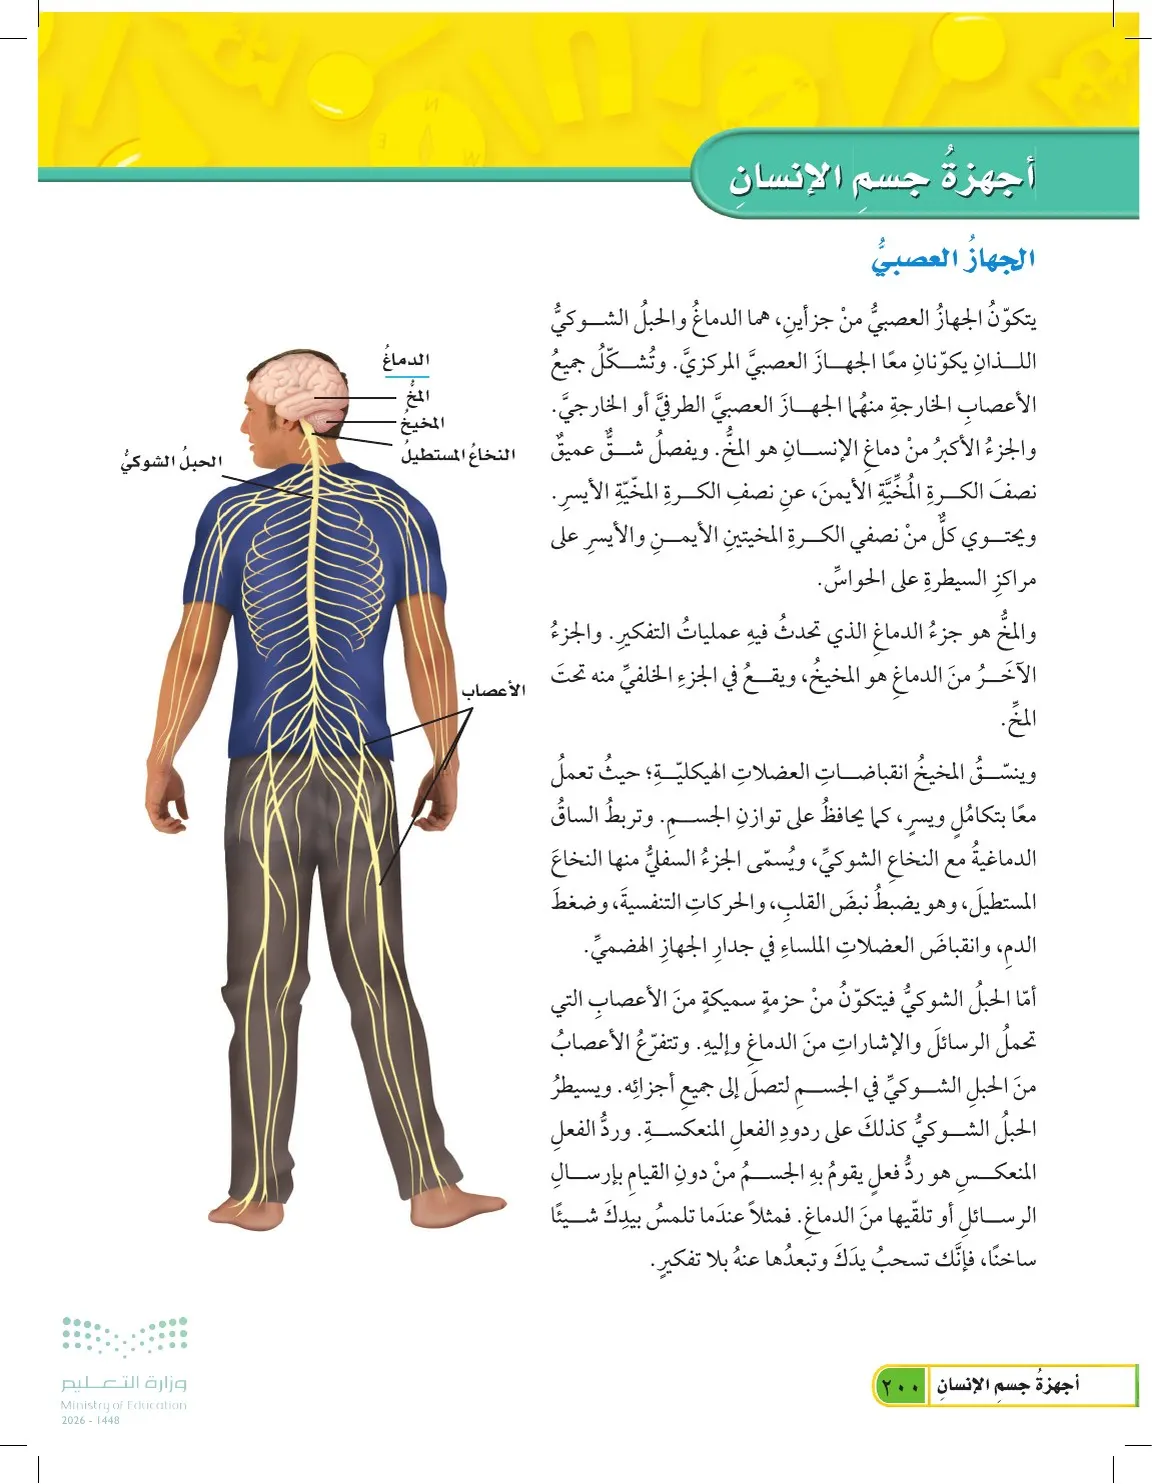 أجهزةُ جسمِ الإنسانِ
الجهازُ العصبيُّ
يتكوّنُ الجهازُ العصبيُّ منْ جزأينِ، هما الدماغُ والحبلُ الشوكيُّ
اللذانِ يكوّنانِ معًا الجهازَ العصبيَّ المركزيَّ. وتُشكّلُ جميعُ
الأعصابِ الخارجةِ منهُما الجهازَ العصبيَّ الطرفيَّ أو الخارجيَّ.
والجزءُ الأكبرُ منْ دماغِ الإنسانِ هو المخُّ. ويفصلُ شقٌّ عميقٌ
نصفَ الكرةِ المُخِّيَّةِ الأيمنَ، عنِ نصفِ الكرةِ المخّيّةِ الأيسرِ.
ويحتوي كلٌّ منْ نصفي الكرةِ المخيتينِ الأيمنِ والأيسرِ على
مراكزِ السيطرةِ على الحواسِّ.
والمخُّ هو جزءُ الدماغِ الذي تحدثُ فيهِ عملياتُ التفكيرِ. والجزءُ
الآخَرُ منَ الدماغِ هو المخيخُ، ويقعُ في الجزءِ الخلفيِّ منه تحتَ
المخِّ.
وينسّقُ المخيخُ انقباضاتِ العضلاتِ الهيكليّةِ؛ حيثُ تعملُ
معًا بتكامُلٍ ويسرٍ، كما يحافظُ على توازنِ الجسمِ. وتربطُ الساقُ
الدماغيةُ مع النخاعِ الشوكيِّ، ويُسمّى الجزءُ السفليُّ منها النخاعَ
المستطيلَ، وهو يضبطُ نبضَ القلبِ، والحركاتِ التنفسيةَ، وضغطَ
الدمِ، وانقباضَ العضلاتِ الملساءِ في جدارِ الجهازِ الهضميِّ.
أمّا الحبلُ الشوكيُّ فيتكوّنُ منْ حزمةٍ سميكةٍ منَ الأعصابِ التي
تحملُ الرسائلَ والإشاراتِ منَ الدماغِ وإليهِ. وتتفرّعُ الأعصابُ
منَ الحبلِ الشوكيِّ في الجسمِ لتصلَ إلى جميعِ أجزائِه. ويسيطرُ
الحبلُ الشوكيُّ كذلكَ على ردودِ الفعلِ المنعكسةِ. وردُّ الفعلِ
المنعكسِ هو ردُّ فعلٍ يقومُ بهِ الجسمُ منْ دونِ القيامِ بإرسالِ
الرسائلِ أو تلقّيها منَ الدماغِ. فمثلاً عندَما تلمسُ بيدِكَ شيئًا
ساخنًا، فإنَّك تسحبُ يدَكَ وتبعدُها عنهُ بلا تفكيرٍ.
الدماغُ
المخُّ
المخيخُ
النخاعُ المستطيلُ
الحبلُ الشوكيُّ
الأعصاب
أجهزةُ جسمِ الإنسانِ ٢٠٠
وزارة التعليم
Ministry of Education
2026 - 1448